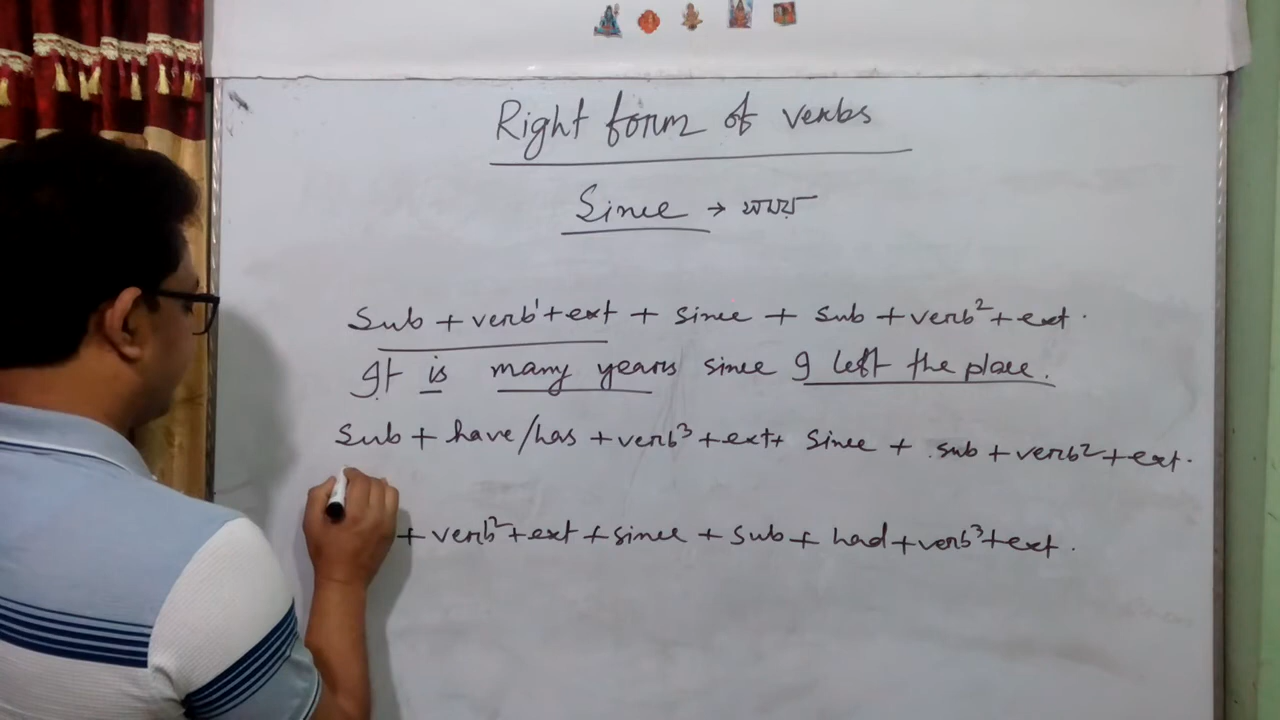 Right form of verbs
Since →
Sub + verb¹ + ext + since + sub + verb² + ext.
It is many years since I left the place.
Sub + have/has + verb³ + ext + since + sub + verb² + ext.
+ verb² + ext + since + sub + had + verb³ + ext.